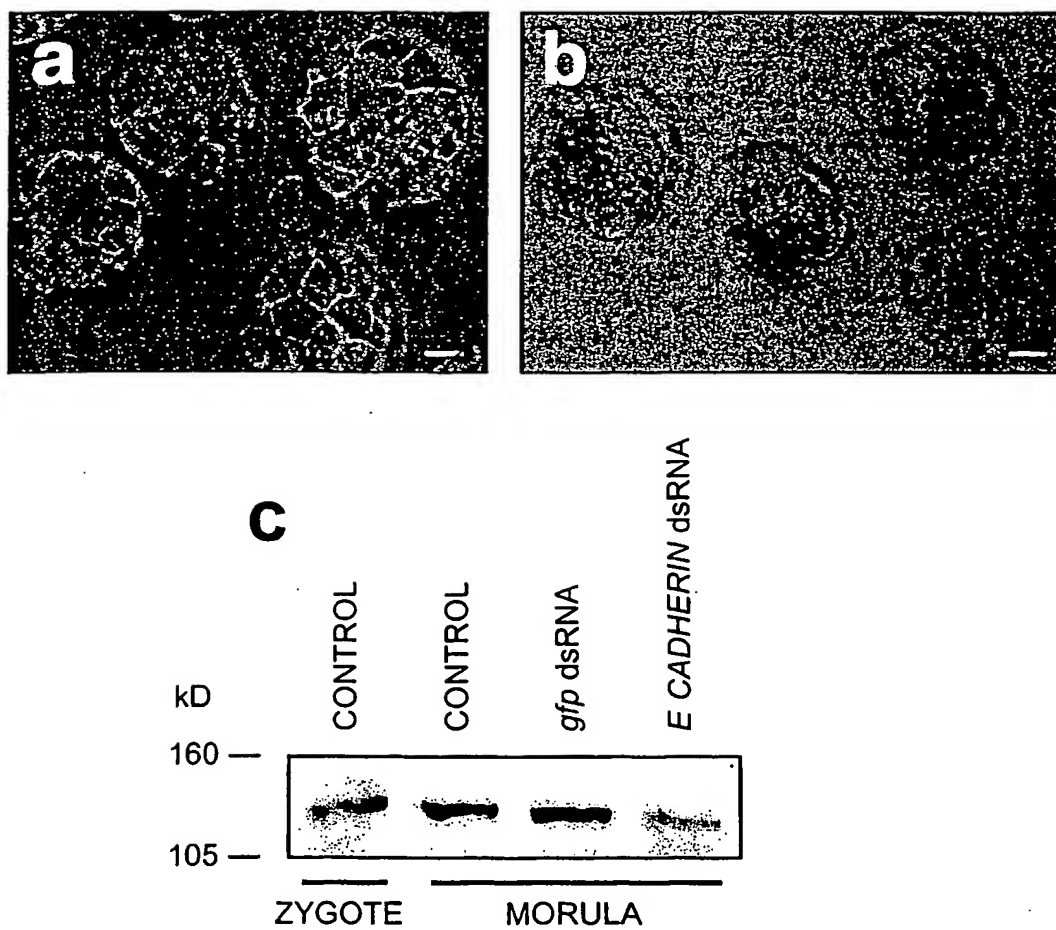 a
b
c
kD
CONTROL
CONTROL
gfp dsRNA
E CADHERIN dsRNA
160
105
ZYGOTE
MORULA